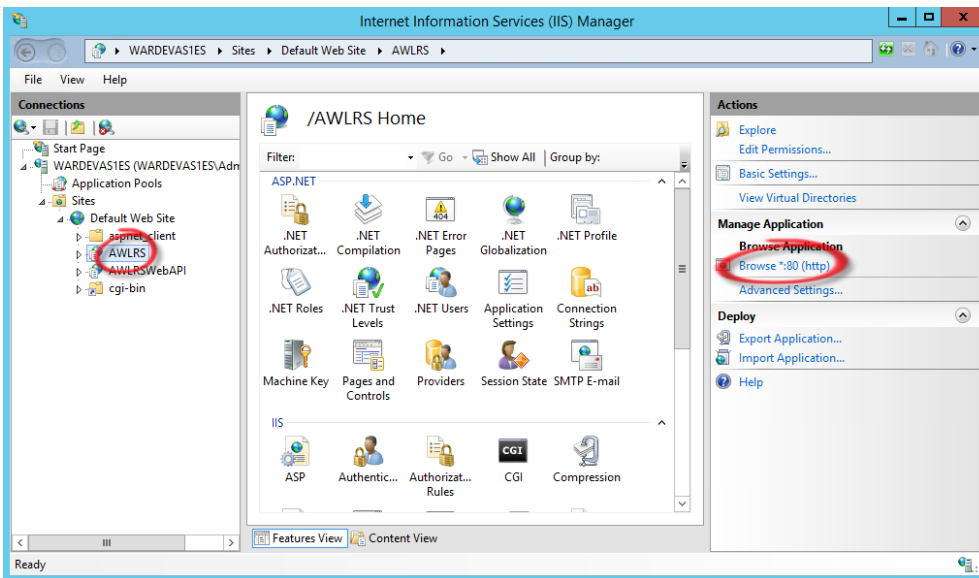 Internet Information Services (IIS) Manager
WARDEVAS1ES Sites Default Web Site AWLRS
File View Help
Connections
Start Page
WARDEVAS1ES (WARDEVAS1ES\Adm
Application Pools
Sites
Default Web Site
aspnet_client
AWLRS
AWLRSWebAPI
cgi-bin
/AWLRS Home
Filter: Go Show All Group by:
ASP.NET
.NET Authorizat...
.NET Compilation
404
.NET Error Pages
.NET Globalization
.NET Profile
.NET Roles
.NET Trust Levels
.NET Users
Application Settings
ab
Connection Strings
Machine Key
Pages and Controls
Providers
Session State
SMTP E-mail
IIS
ASP
Authentic...
Authorizat... Rules
CGI
CGI
Compression
Features View Content View
Actions
Explore
Edit Permissions...
Basic Settings...
View Virtual Directories
Manage Application
Browse Application
Browse *:80 (http)
Advanced Settings...
Deploy
Export Application...
Import Application...
Help
Ready